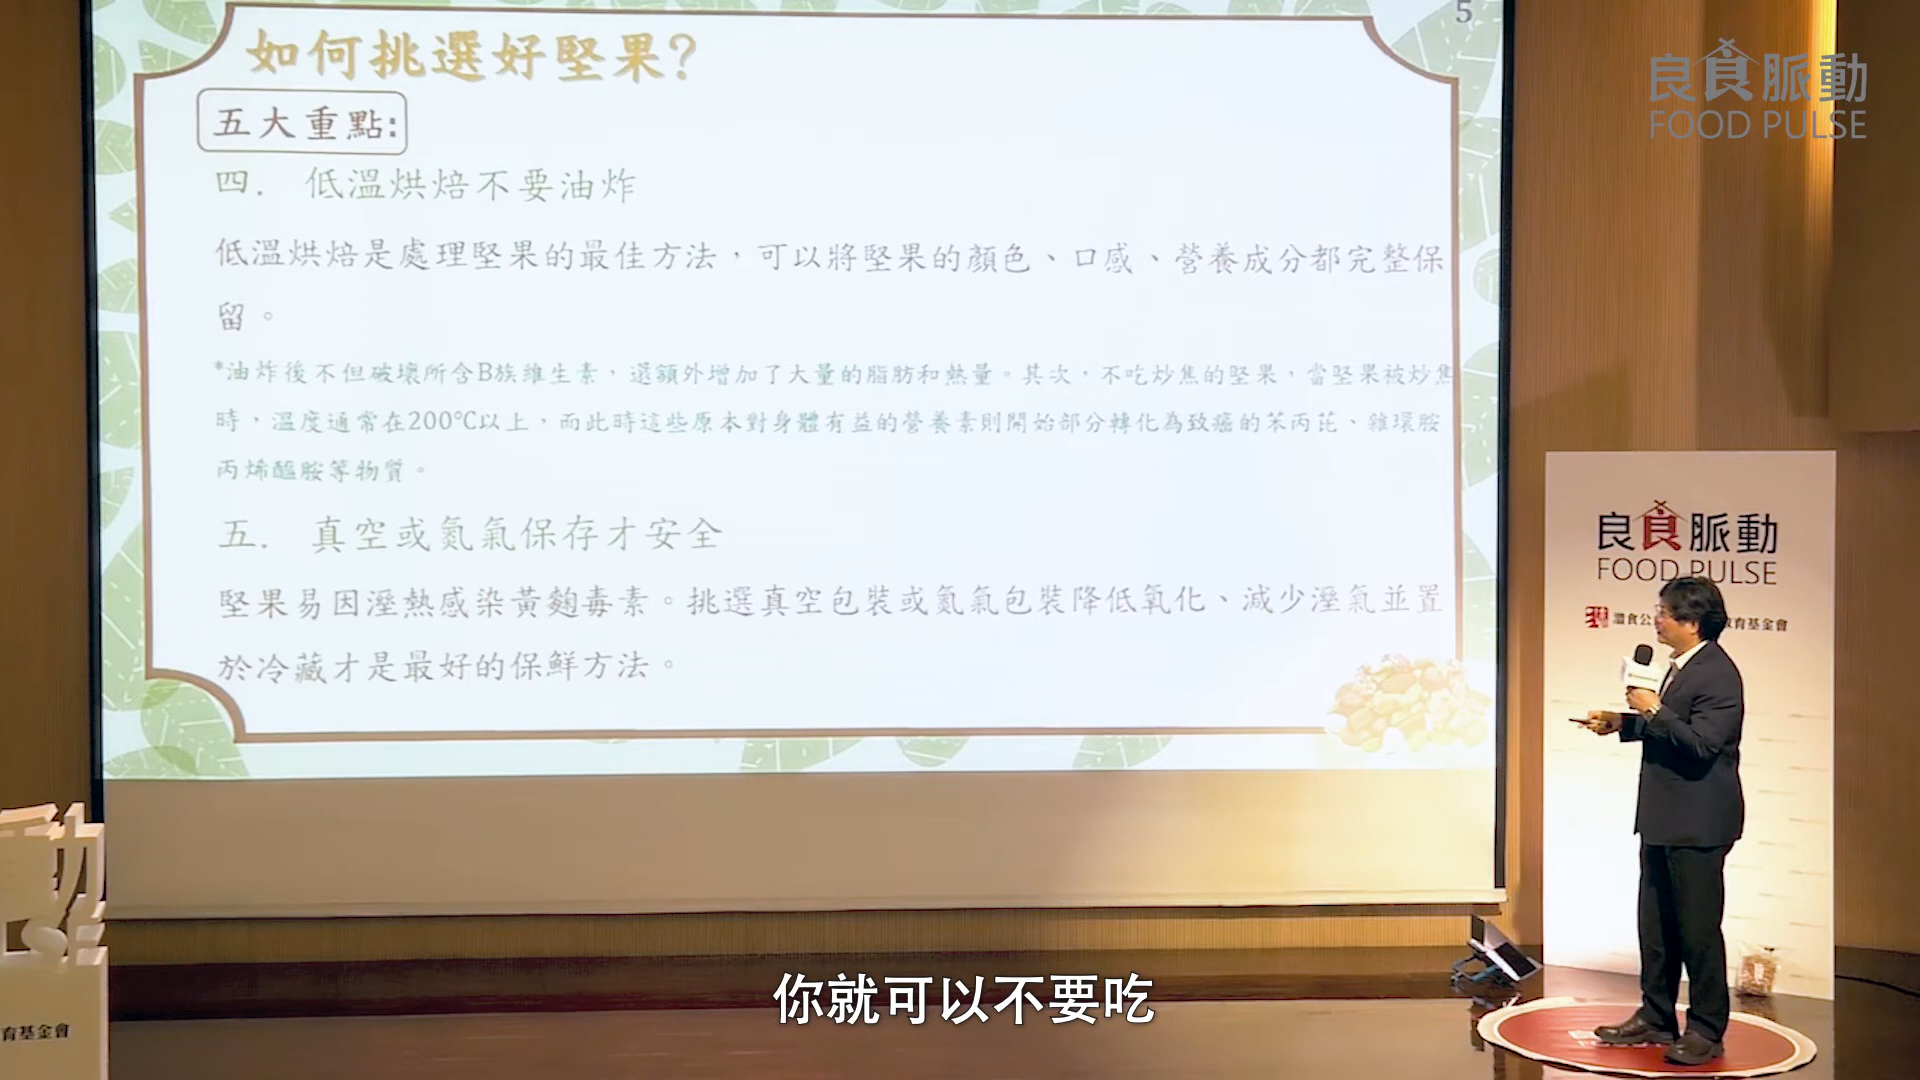 5
如何挑選好堅果?
五大重點:
四. 低溫烘焙不要油炸
低溫烘焙是處理堅果的最佳方法，可以將堅果的顏色、口感、營養成分都完整保
留。
*油炸後不但破壞所含B族維生素，還額外增加了大量的脂肪和熱量。其次，不吃炒焦的堅果，當堅果被炒焦
時，溫度通常在200°C以上，而此時這些原本對身體有益的營養素則開始部分轉化為致癌的苯丙芘、雜環胺
丙烯醯胺等物質。
五. 真空或氮氣保存才安全
堅果易因溼熱感染黃麴毒素。挑選真空包裝或氮氣包裝降低氧化、減少溼氣並置
於冷藏才是最好的保鮮方法。
良食脈動
FOOD PULSE
良食脈動
FOOD PULSE
灃食公 教育基金會
育基金會
你就可以不要吃